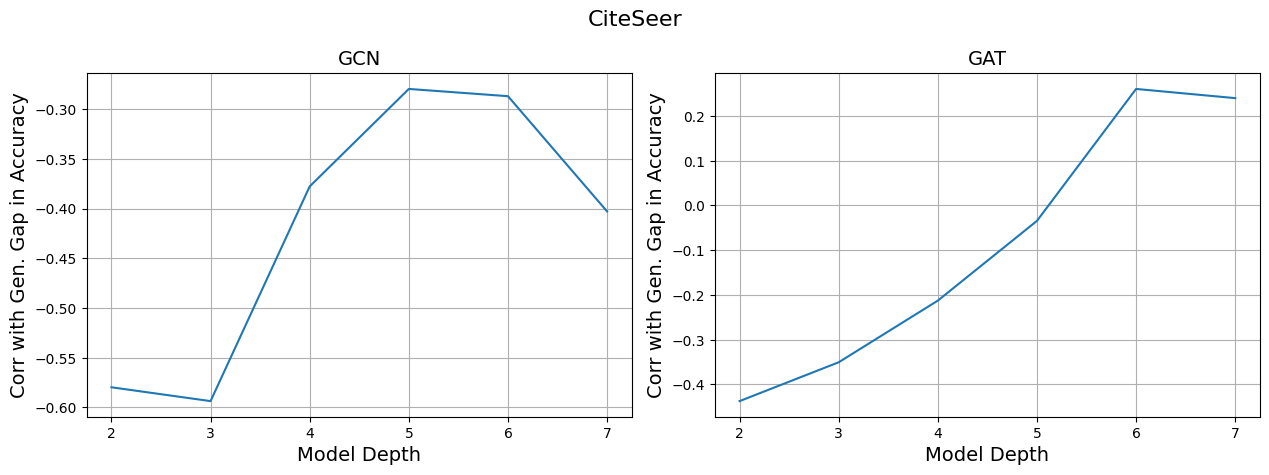 CiteSeer
GCN
Corr with Gen. Gap in Accuracy
−0.30
−0.35
−0.40
−0.45
−0.50
−0.55
−0.60
2 3 4 5 6 7
Model Depth
GAT
Corr with Gen. Gap in Accuracy
0.2
0.1
0.0
−0.1
−0.2
−0.3
−0.4
2 3 4 5 6 7
Model Depth